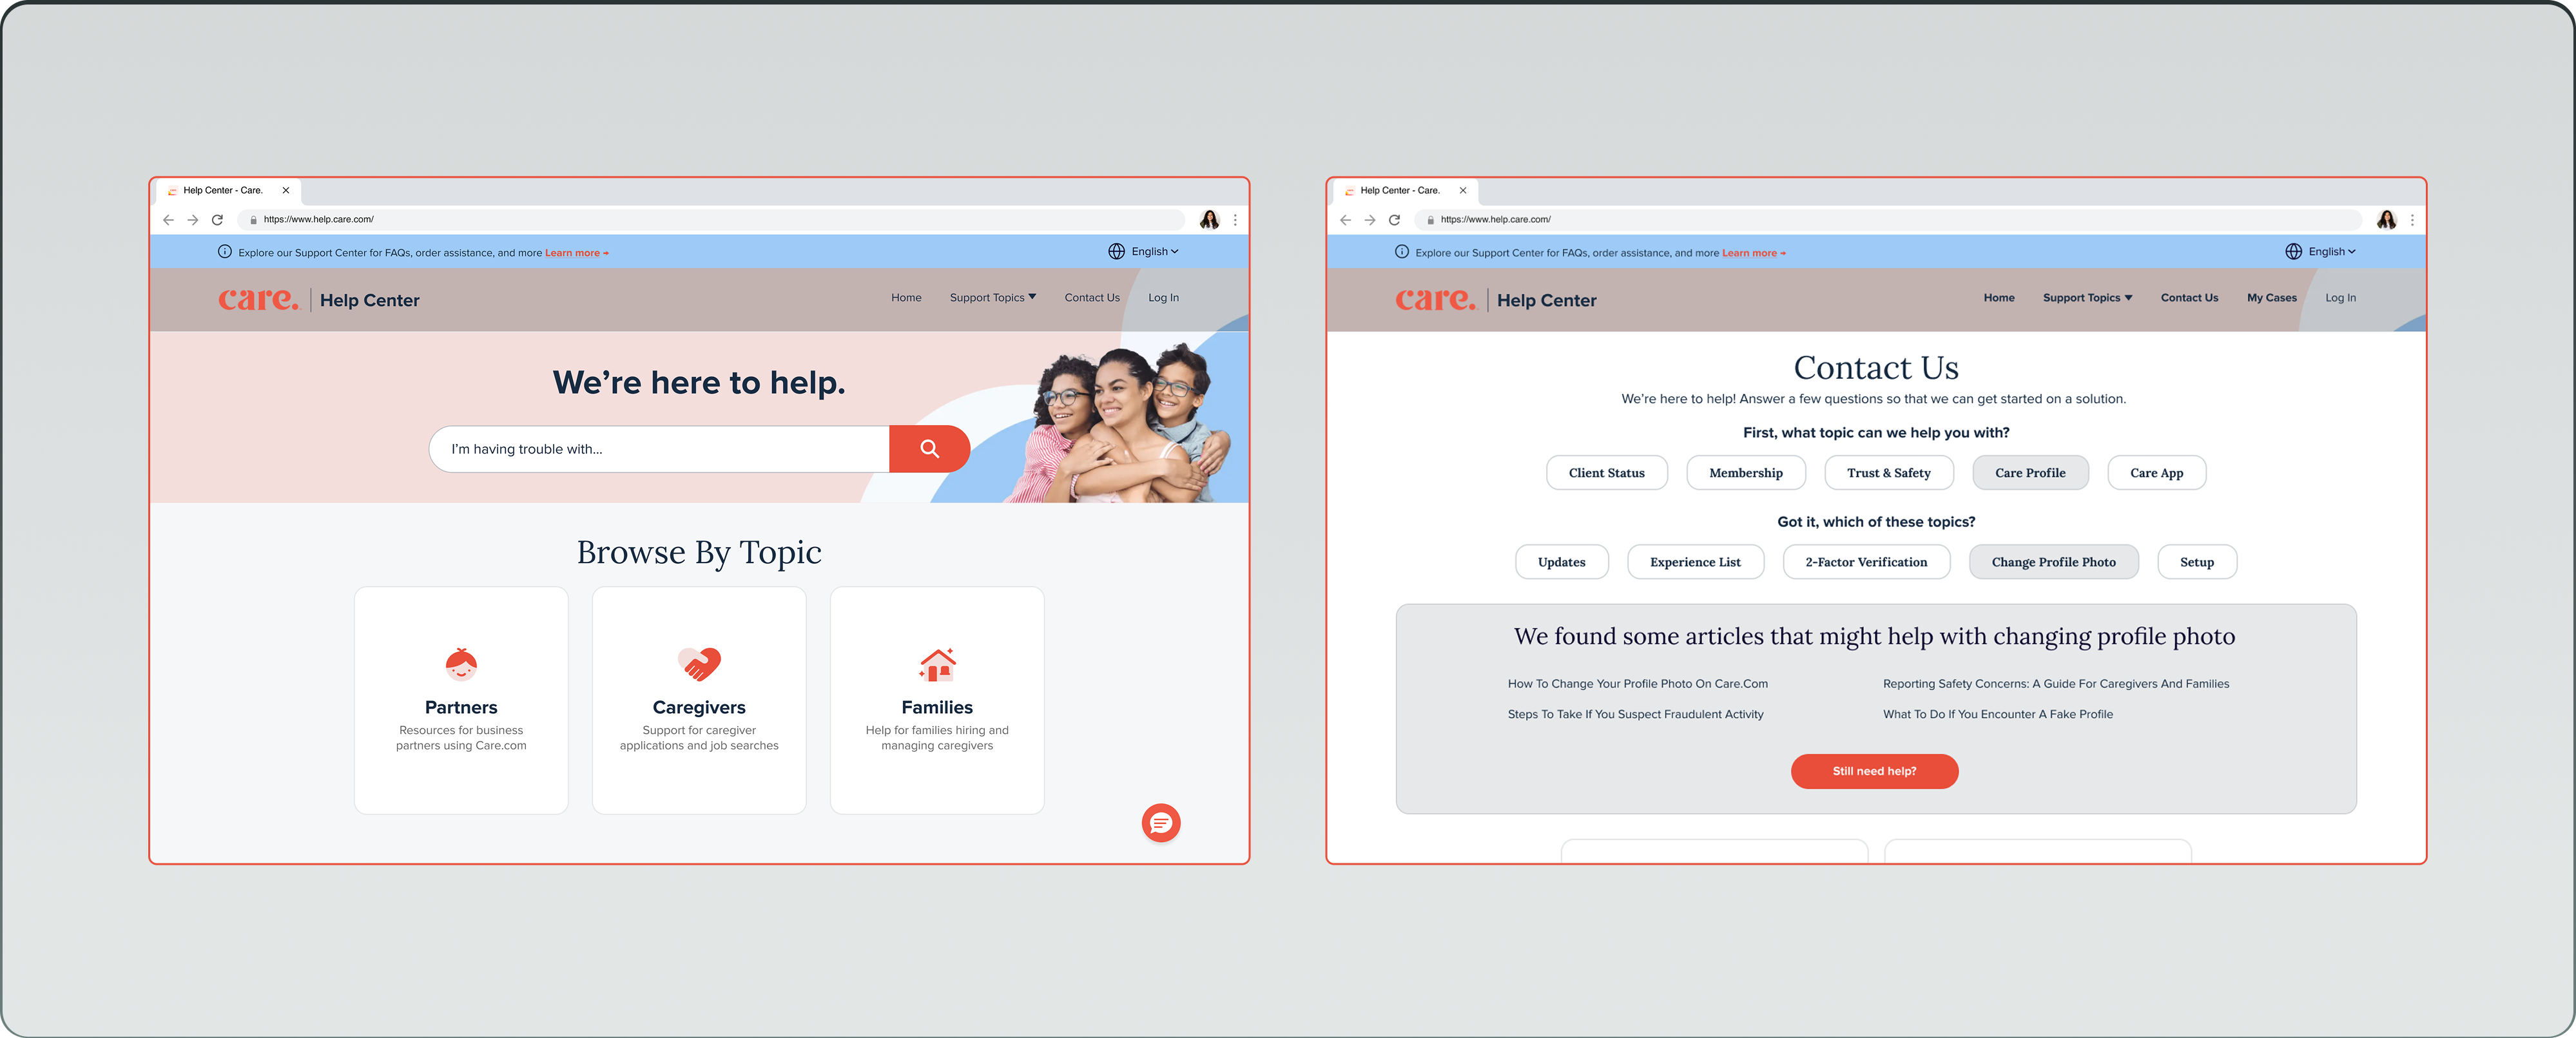 Help Center - Care.
https://www.help.care.com/
Explore our Support Center for FAQs, order assistance, and more Learn more →
English
care. | Help Center
Home Support Topics Contact Us Log In
We're here to help.
I'm having trouble with...
Browse By Topic
Partners
Resources for business
partners using Care.com
Caregivers
Support for caregiver
applications and job searches
Families
Help for families hiring and
managing caregivers
Help Center - Care.
https://www.help.care.com/
Explore our Support Center for FAQs, order assistance, and more Learn more →
English
care. | Help Center
Home Support Topics Contact Us My Cases Log In
Contact Us
We're here to help! Answer a few questions so that we can get started on a solution.
First, what topic can we help you with?
Client Status Membership Trust & Safety Care Profile Care App
Got it, which of these topics?
Updates Experience List 2-Factor Verification Change Profile Photo Setup
We found some articles that might help with changing profile photo
How To Change Your Profile Photo On Care.Com
Reporting Safety Concerns: A Guide For Caregivers And Families
Steps To Take If You Suspect Fraudulent Activity
What To Do If You Encounter A Fake Profile
Still need help?